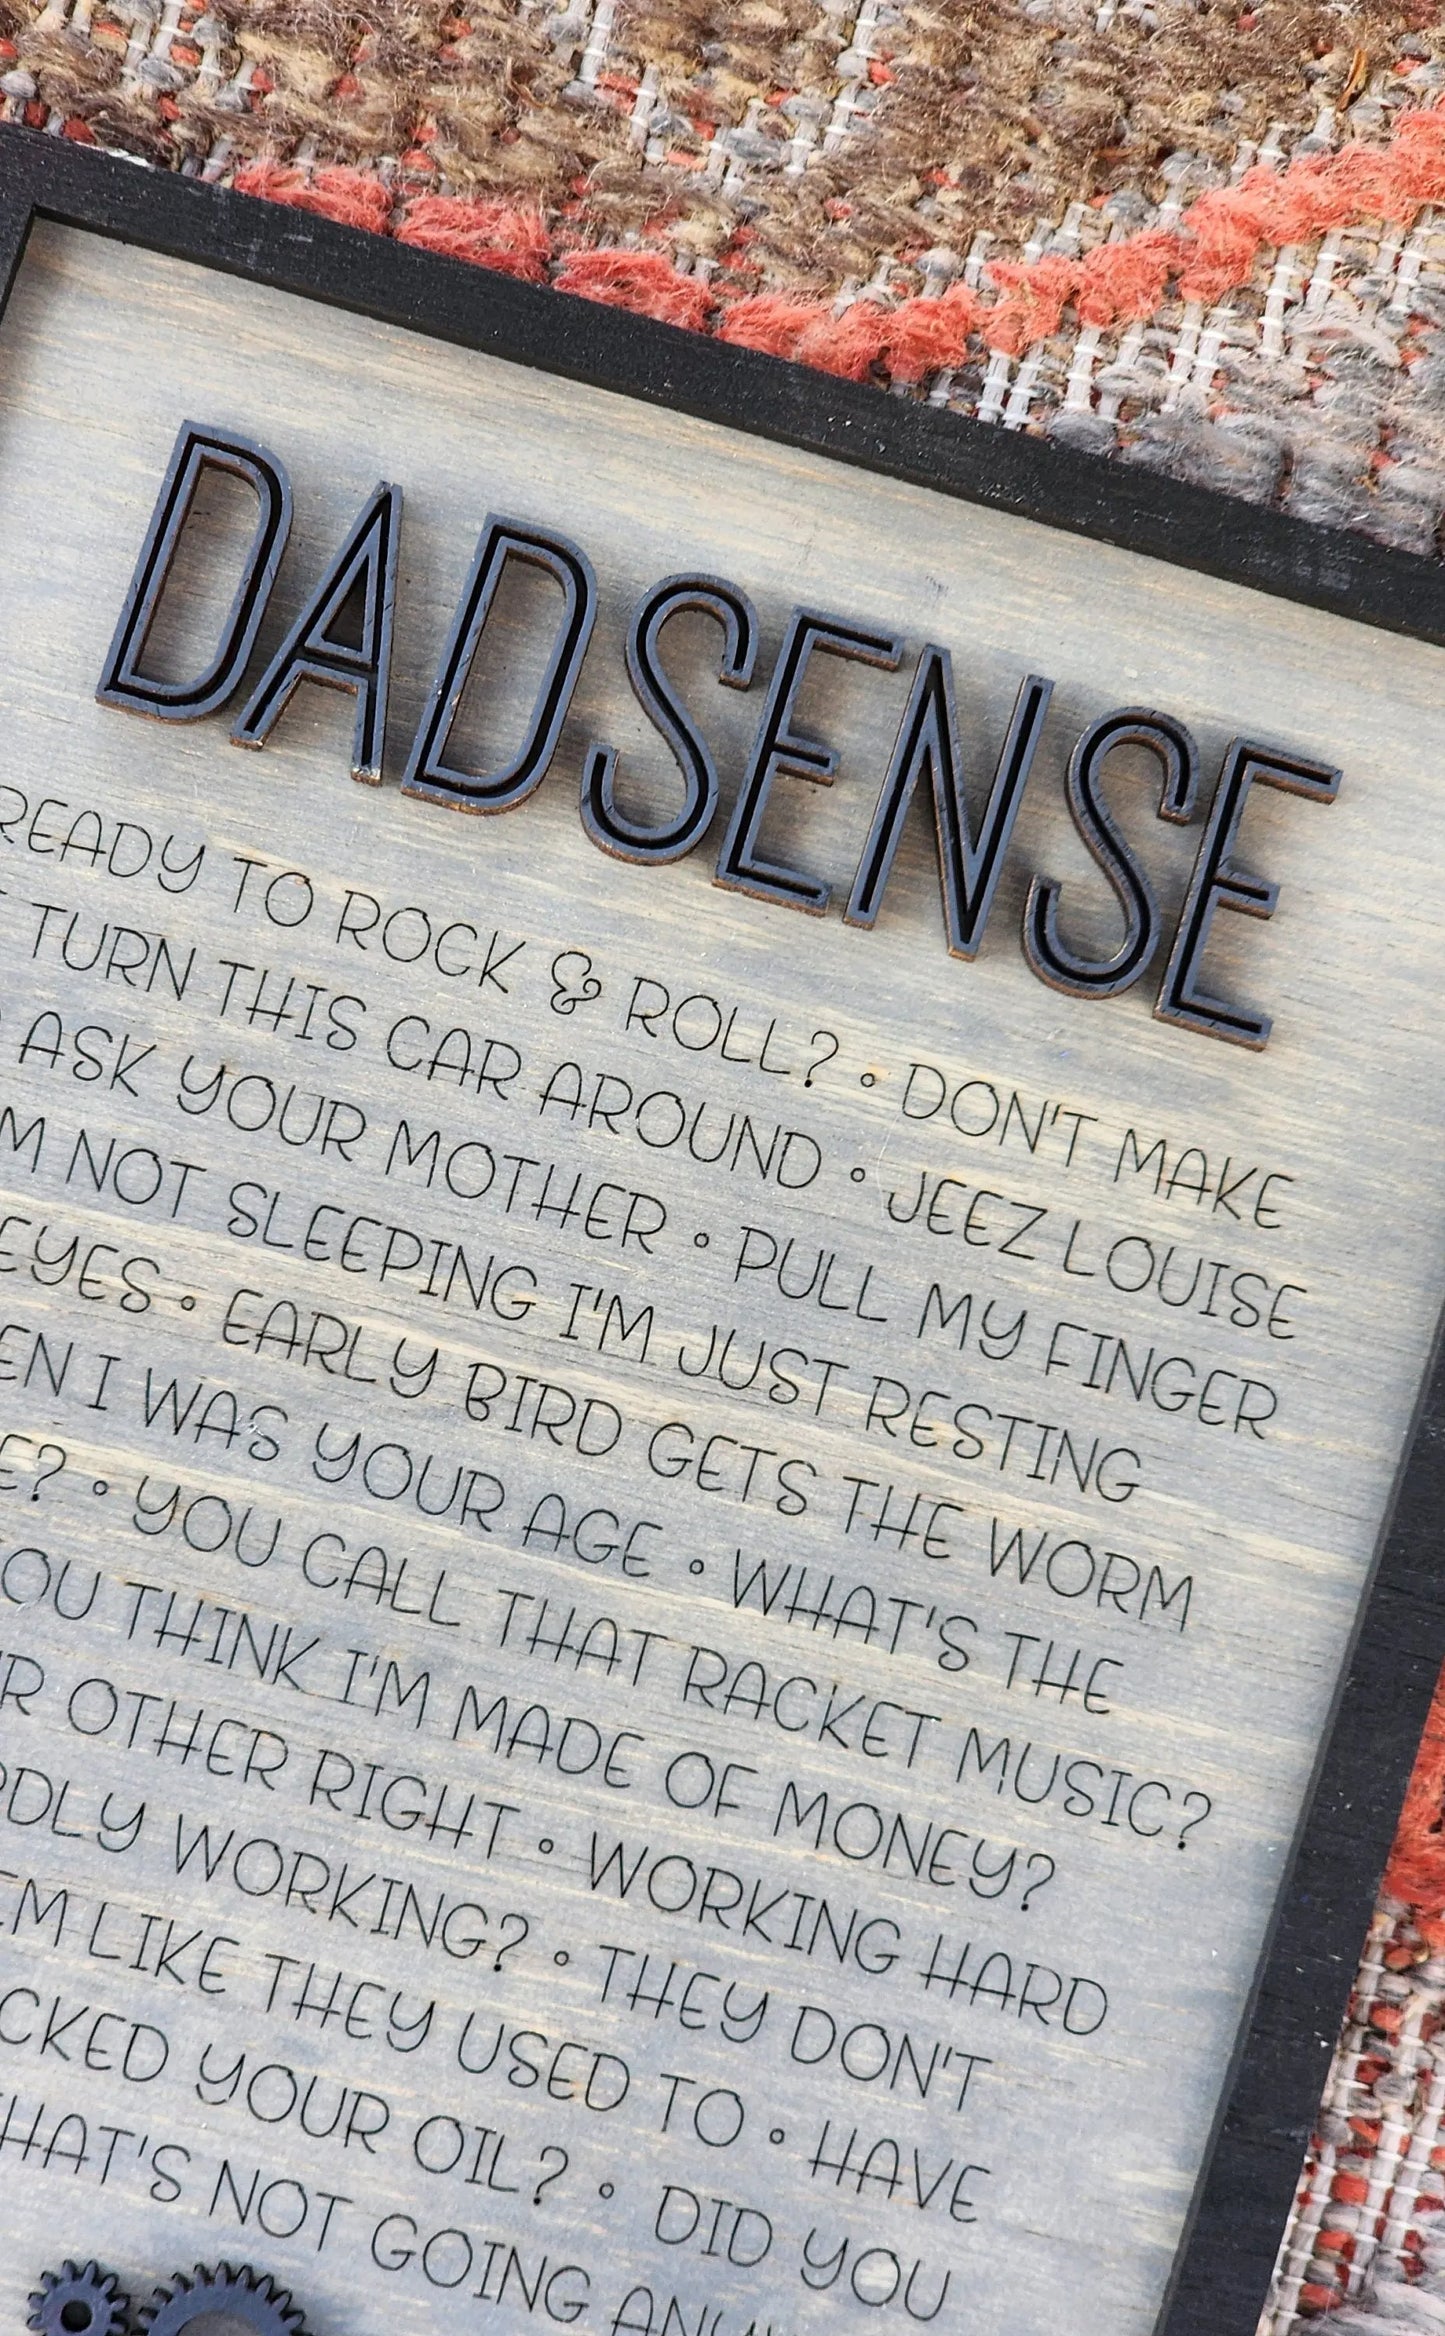 DADSENSE
READY TO ROCK & ROLL? • DON'T MAKE
TURN THIS CAR AROUND • JEEZ LOUISE
ASK YOUR MOTHER • PULL MY FINGER
M NOT SLEEPING I'M JUST RESTING
EYES • EARLY BIRD GETS THE WORM
EN I WAS YOUR AGE • WHAT'S THE
E? • YOU CALL THAT RACKET MUSIC?
OU THINK I'M MADE OF MONEY?
R OTHER RIGHT • WORKING HARD
DLY WORKING? • THEY DON'T
EM LIKE THEY USED TO • HAVE
CKED YOUR OIL? • DID YOU
HAT'S NOT GOING